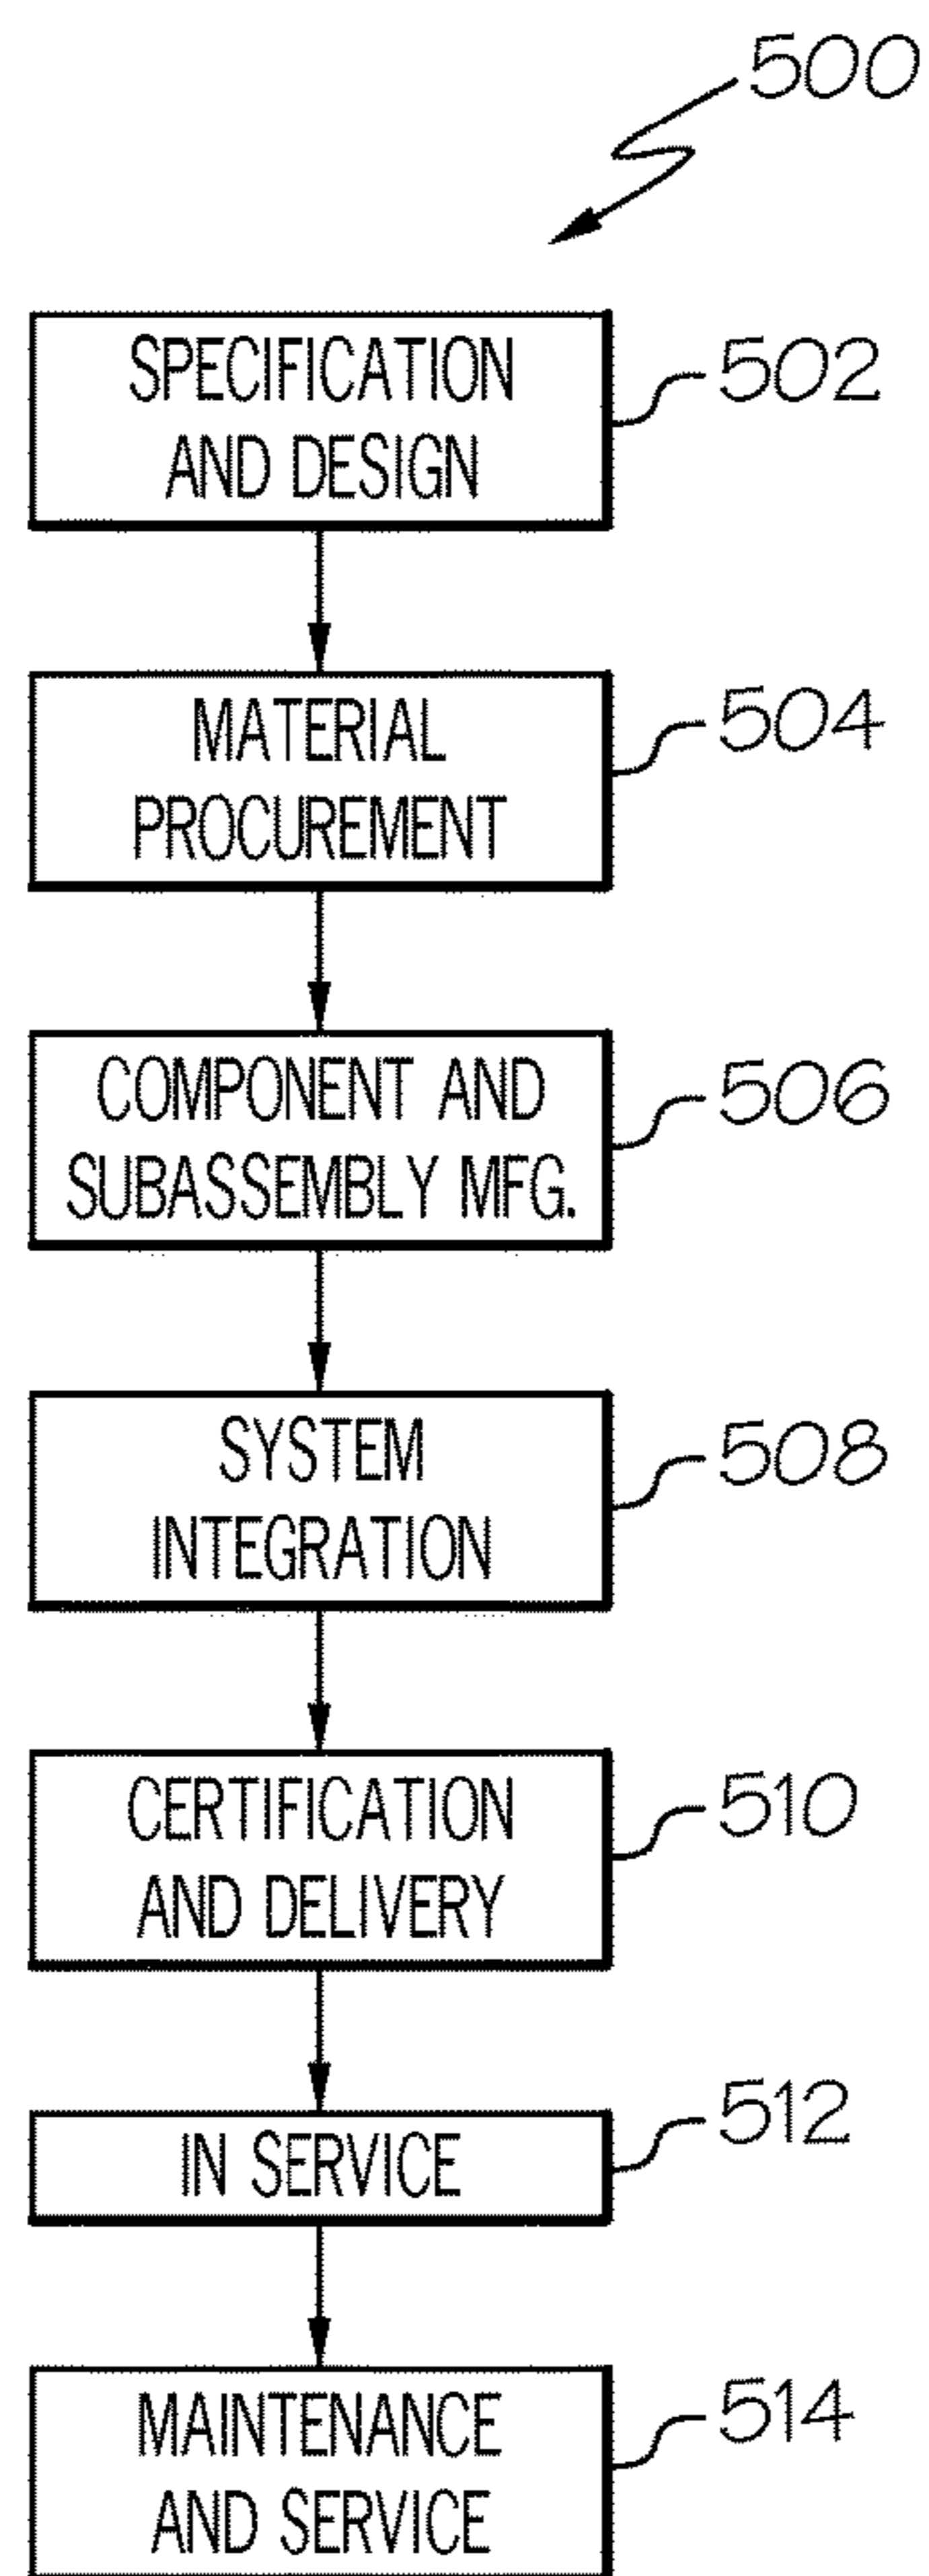 500
SPECIFICATION
AND DESIGN
502
MATERIAL
PROCUREMENT
504
COMPONENT AND
SUBASSEMBLY MFG.
506
SYSTEM
INTEGRATION
508
CERTIFICATION
AND DELIVERY
510
IN SERVICE
512
MAINTENANCE
AND SERVICE
514